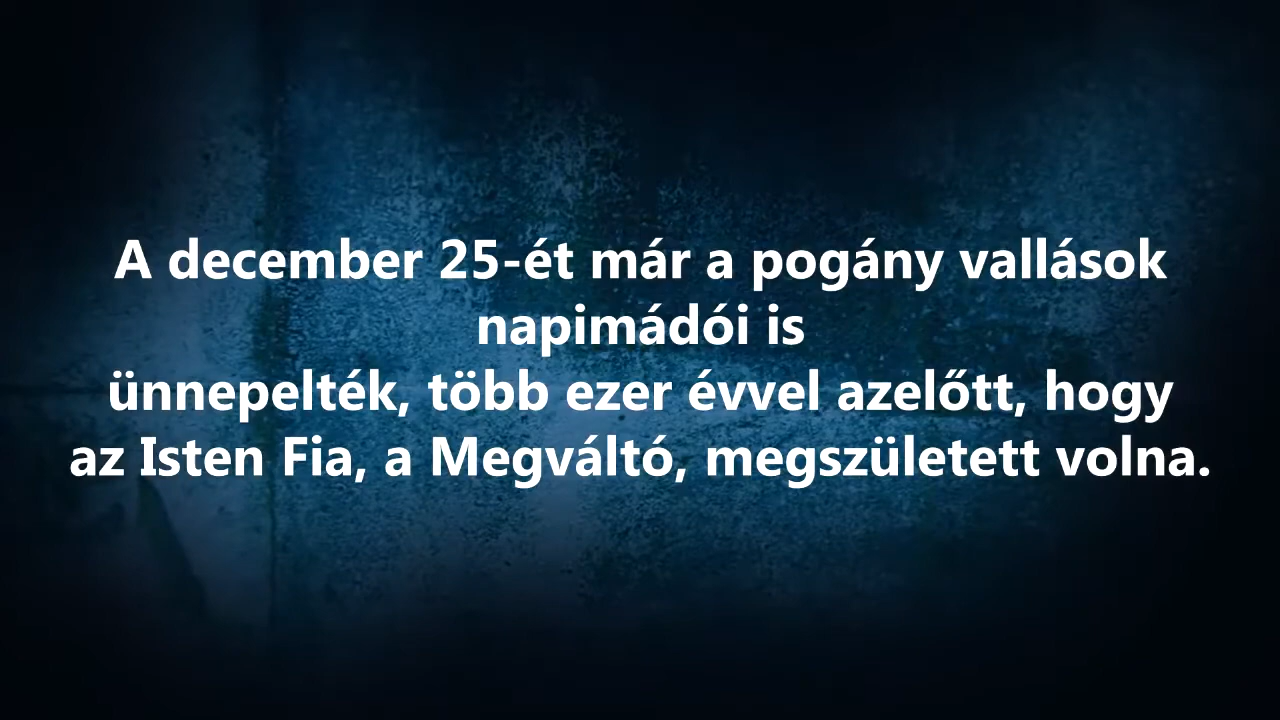 A december 25-ét már a pogány vallások
napimádói is
ünnepelték, több ezer évvel azelőtt, hogy
az Isten Fia, a Megváltó, megszületett volna.